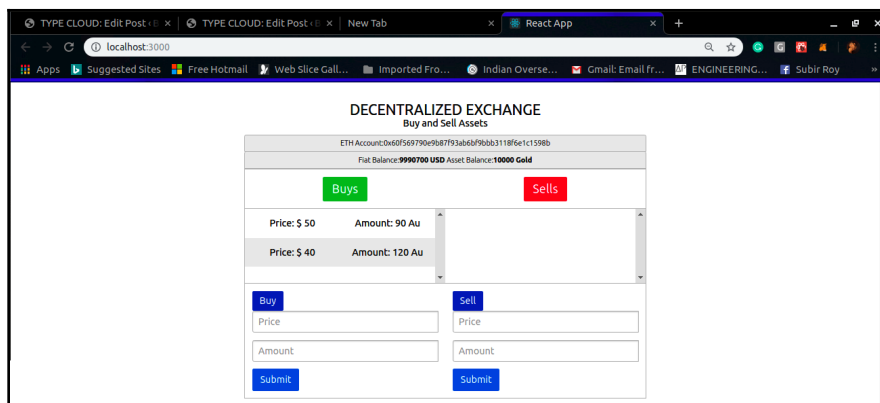 TYPE CLOUD: Edit Post ‹ B × TYPE CLOUD: Edit Post ‹ B × New Tab × React App × +
localhost:3000
Apps Suggested Sites Free Hotmail Web Slice Gall... Imported Fro... Indian Overse... Gmail: Email fr... ENGINEERING... Subir Roy »
DECENTRALIZED EXCHANGE
Buy and Sell Assets
ETH Account:0x60f569790e9b87f93ab6bf9bbb3118f6e1c1598b
Fiat Balance:9990700 USD Asset Balance:10000 Gold
Buys Sells
Price: $ 50 Amount: 90 Au
Price: $ 40 Amount: 120 Au
Buy Sell
Price Price
Amount Amount
Submit Submit